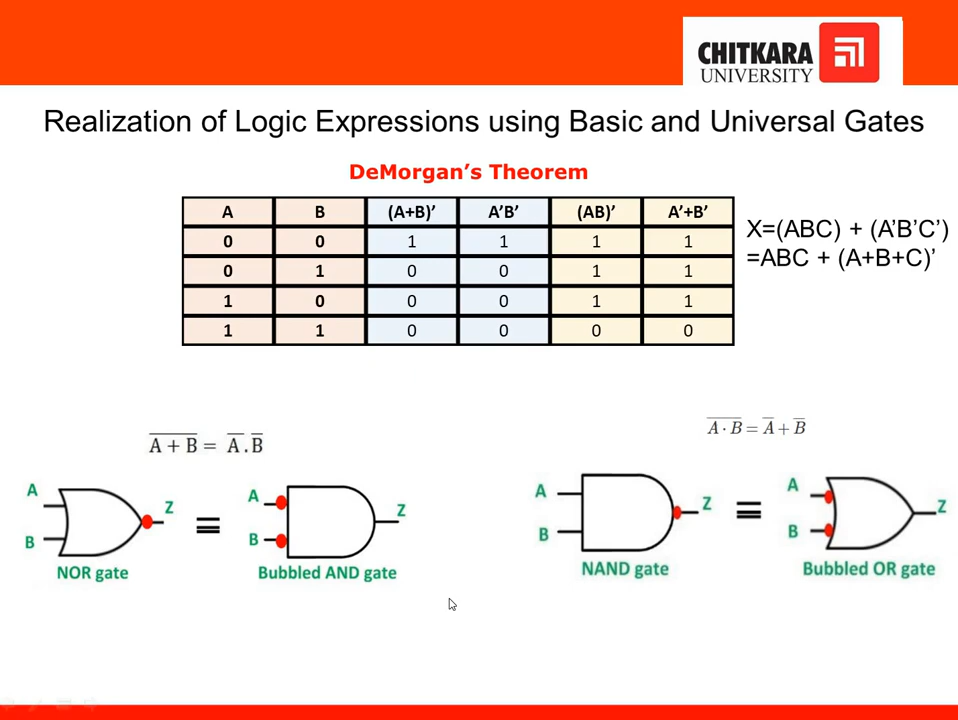 CHITKARA
UNIVERSITY
Realization of Logic Expressions using Basic and Universal Gates
DeMorgan’s Theorem
A B (A+B)’ A’B’ (AB)’ A’+B’
0 0 1 1 1 1
0 1 0 0 1 1
1 0 0 0 1 1
1 1 0 0 0 0
X=(ABC) + (A’B’C’)
=ABC + (A+B+C)’
A̅ ̅+̅ ̅B̅ = A̅ . B̅
A̅ ̅·̅ ̅B̅ = A̅ + B̅
A
B
Z
NOR gate
≡
A
B
Z
Bubbled AND gate
A
B
Z
NAND gate
≡
A
B
Z
Bubbled OR gate